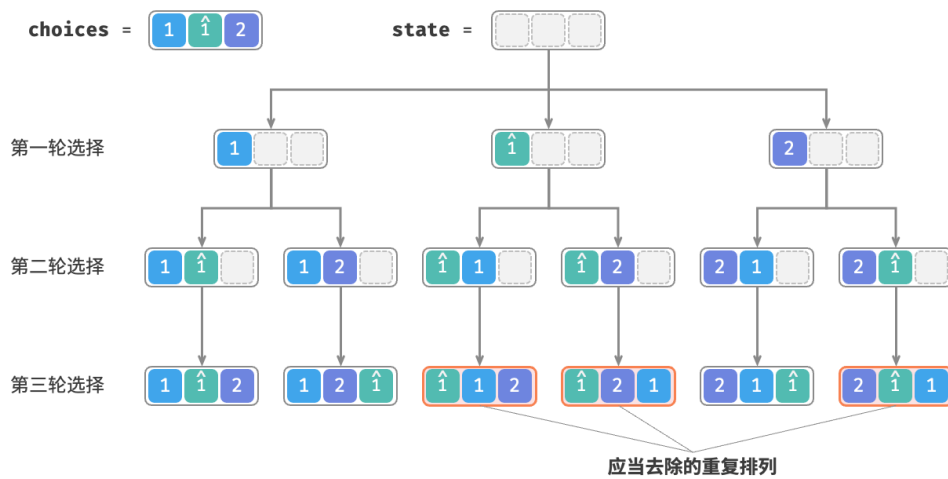 choices = 1 1̂ 2 state =
第一轮选择 1 1̂ 2
第二轮选择 1 1̂ 1 2 1̂ 1 1̂ 2 2 1 2 1̂
第三轮选择 1 1̂ 2 1 2 1̂ 1̂ 1 2 1̂ 2 1 2 1 1̂ 2 1̂ 1
应当去除的重复排列